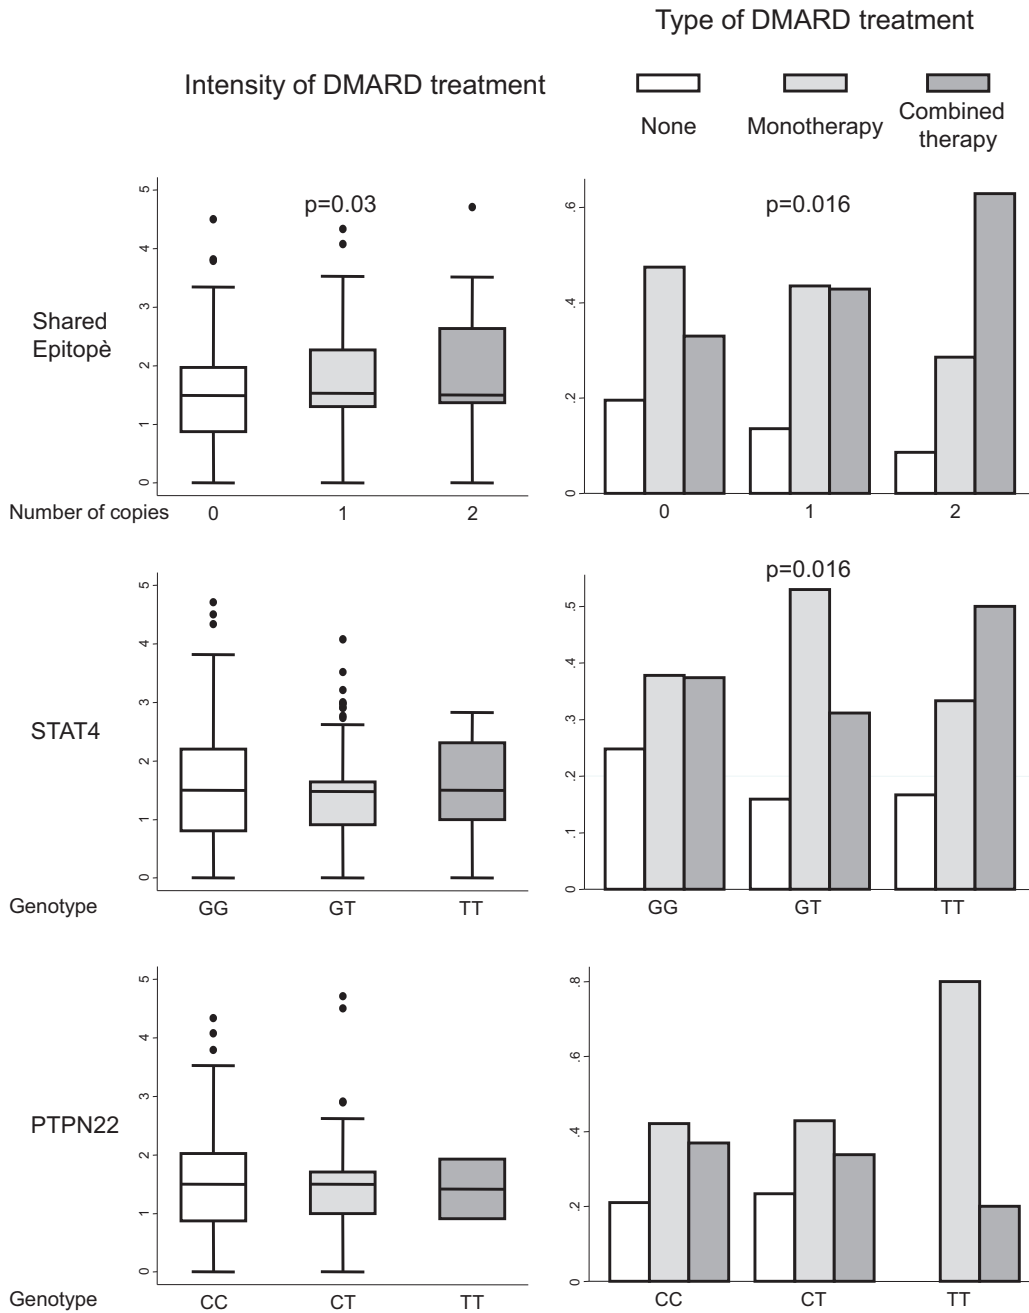 Type of DMARD treatment
Intensity of DMARD treatment
None
Monotherapy
Combined
therapy
5
4
3
2
1
0
p=0.03
.6
.4
.2
0
p=0.016
Shared
Epitopè
Number of copies
0
1
2
0
1
2
5
4
3
2
1
0
.5
.4
.3
.2
.1
0
p=0.016
STAT4
Genotype
GG
GT
TT
GG
GT
TT
5
4
3
2
1
0
.8
.6
.4
.2
0
PTPN22
Genotype
CC
CT
TT
CC
CT
TT